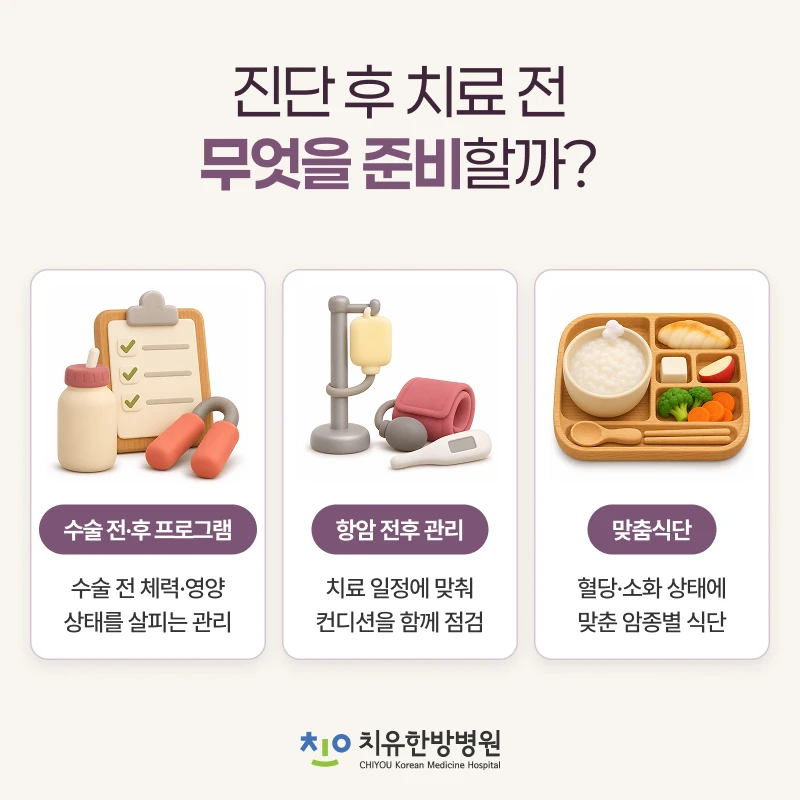 진단 후 치료 전
무엇을 준비할까?
수술 전·후 프로그램
수술 전 체력·영양
상태를 살피는 관리
항암 전후 관리
치료 일정에 맞춰
컨디션을 함께 점검
맞춤식단
혈당·소화 상태에
맞춘 암종별 식단
치유 치유한방병원
CHIYOU Korean Medicine Hospital